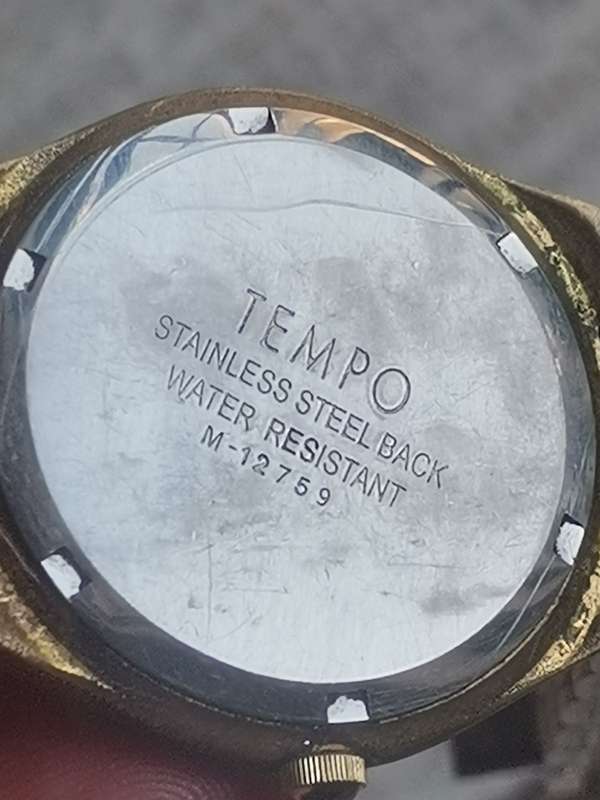 TEMPO
STAINLESS STEEL BACK
WATER RESISTANT
M-12759